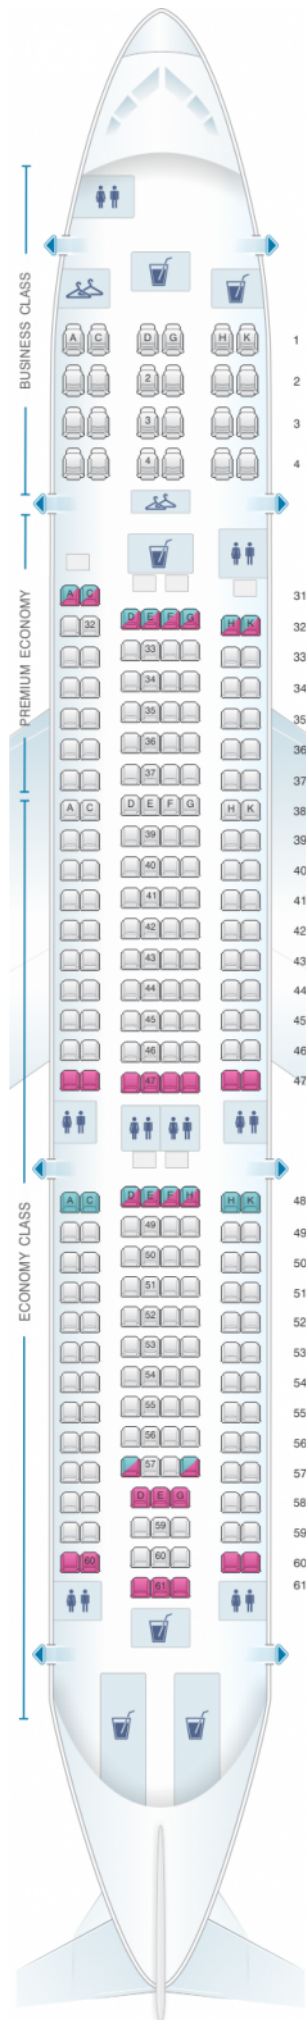 BUSINESS CLASS
A C D G H K 1
2 2
3 3
4 4
PREMIUM ECONOMY
A C 31
32 D E F G H K 32
33 33
34 34
35 35
36 36
37 37
A C D E F G H K 38
39 39
40 40
41 41
42 42
43 43
44 44
45 45
46 46
47 47
ECONOMY CLASS
A C D E F H H K 48
49 49
50 50
51 51
52 52
53 53
54 54
55 55
56 56
57 57
D E G 58
59 59
60 60 60
61 61